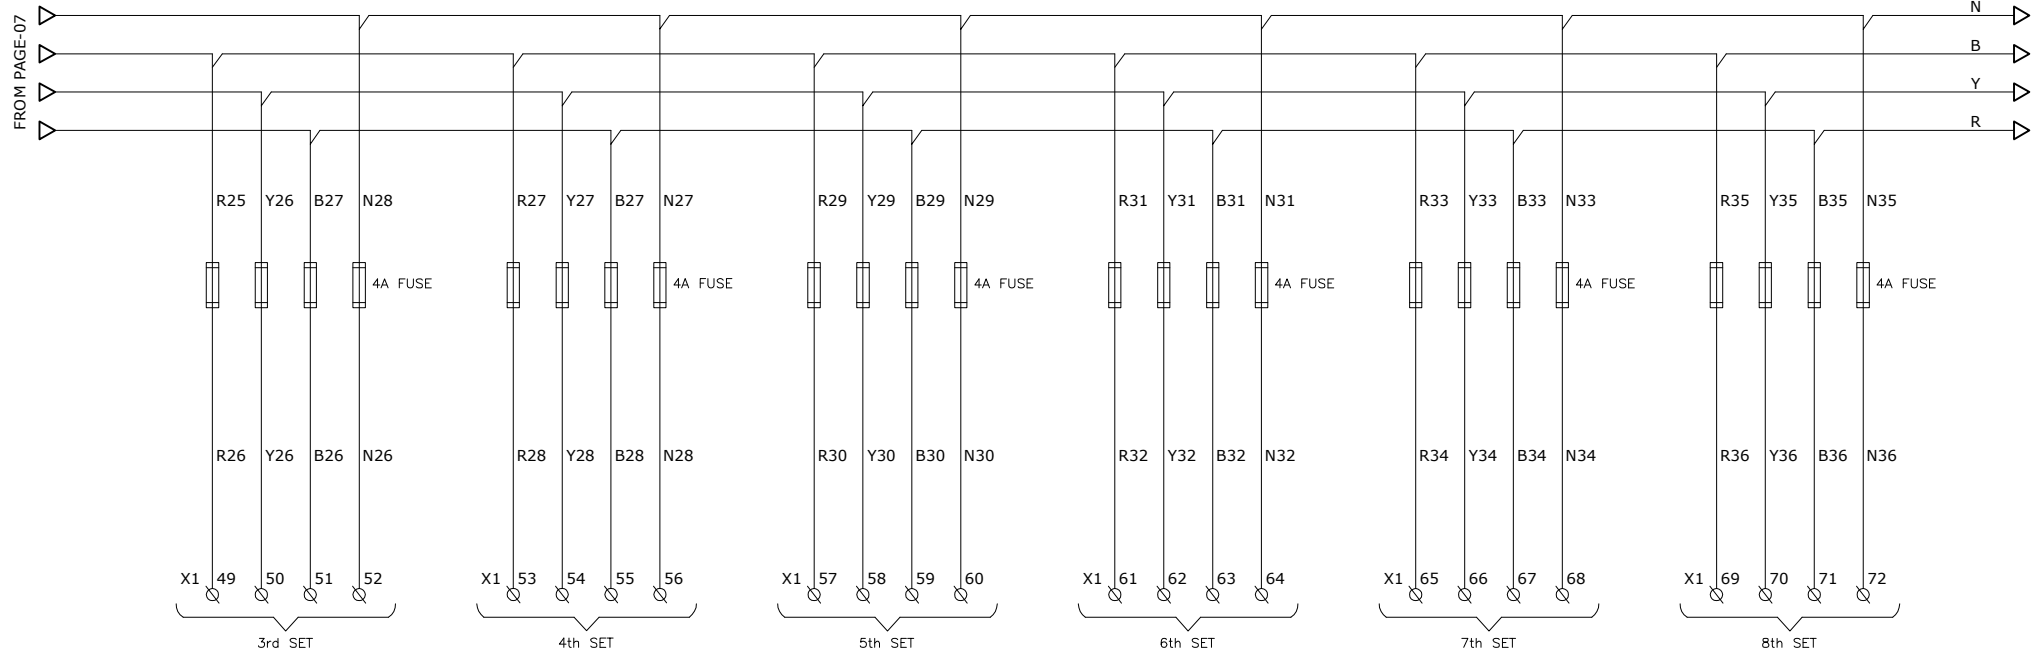 FROM PAGE-07
N
B
Y
R
R25 Y26 B27 N28 R27 Y27 B27 N27 R29 Y29 B29 N29 R31 Y31 B31 N31 R33 Y33 B33 N33 R35 Y35 B35 N35
4A FUSE 4A FUSE 4A FUSE 4A FUSE 4A FUSE 4A FUSE
R26 Y26 B26 N26 R28 Y28 B28 N28 R30 Y30 B30 N30 R32 Y32 B32 N32 R34 Y34 B34 N34 R36 Y36 B36 N36
X1 49 50 51 52 X1 53 54 55 56 X1 57 58 59 60 X1 61 62 63 64 X1 65 66 67 68 X1 69 70 71 72
3rd SET 4th SET 5th SET 6th SET 7th SET 8th SET